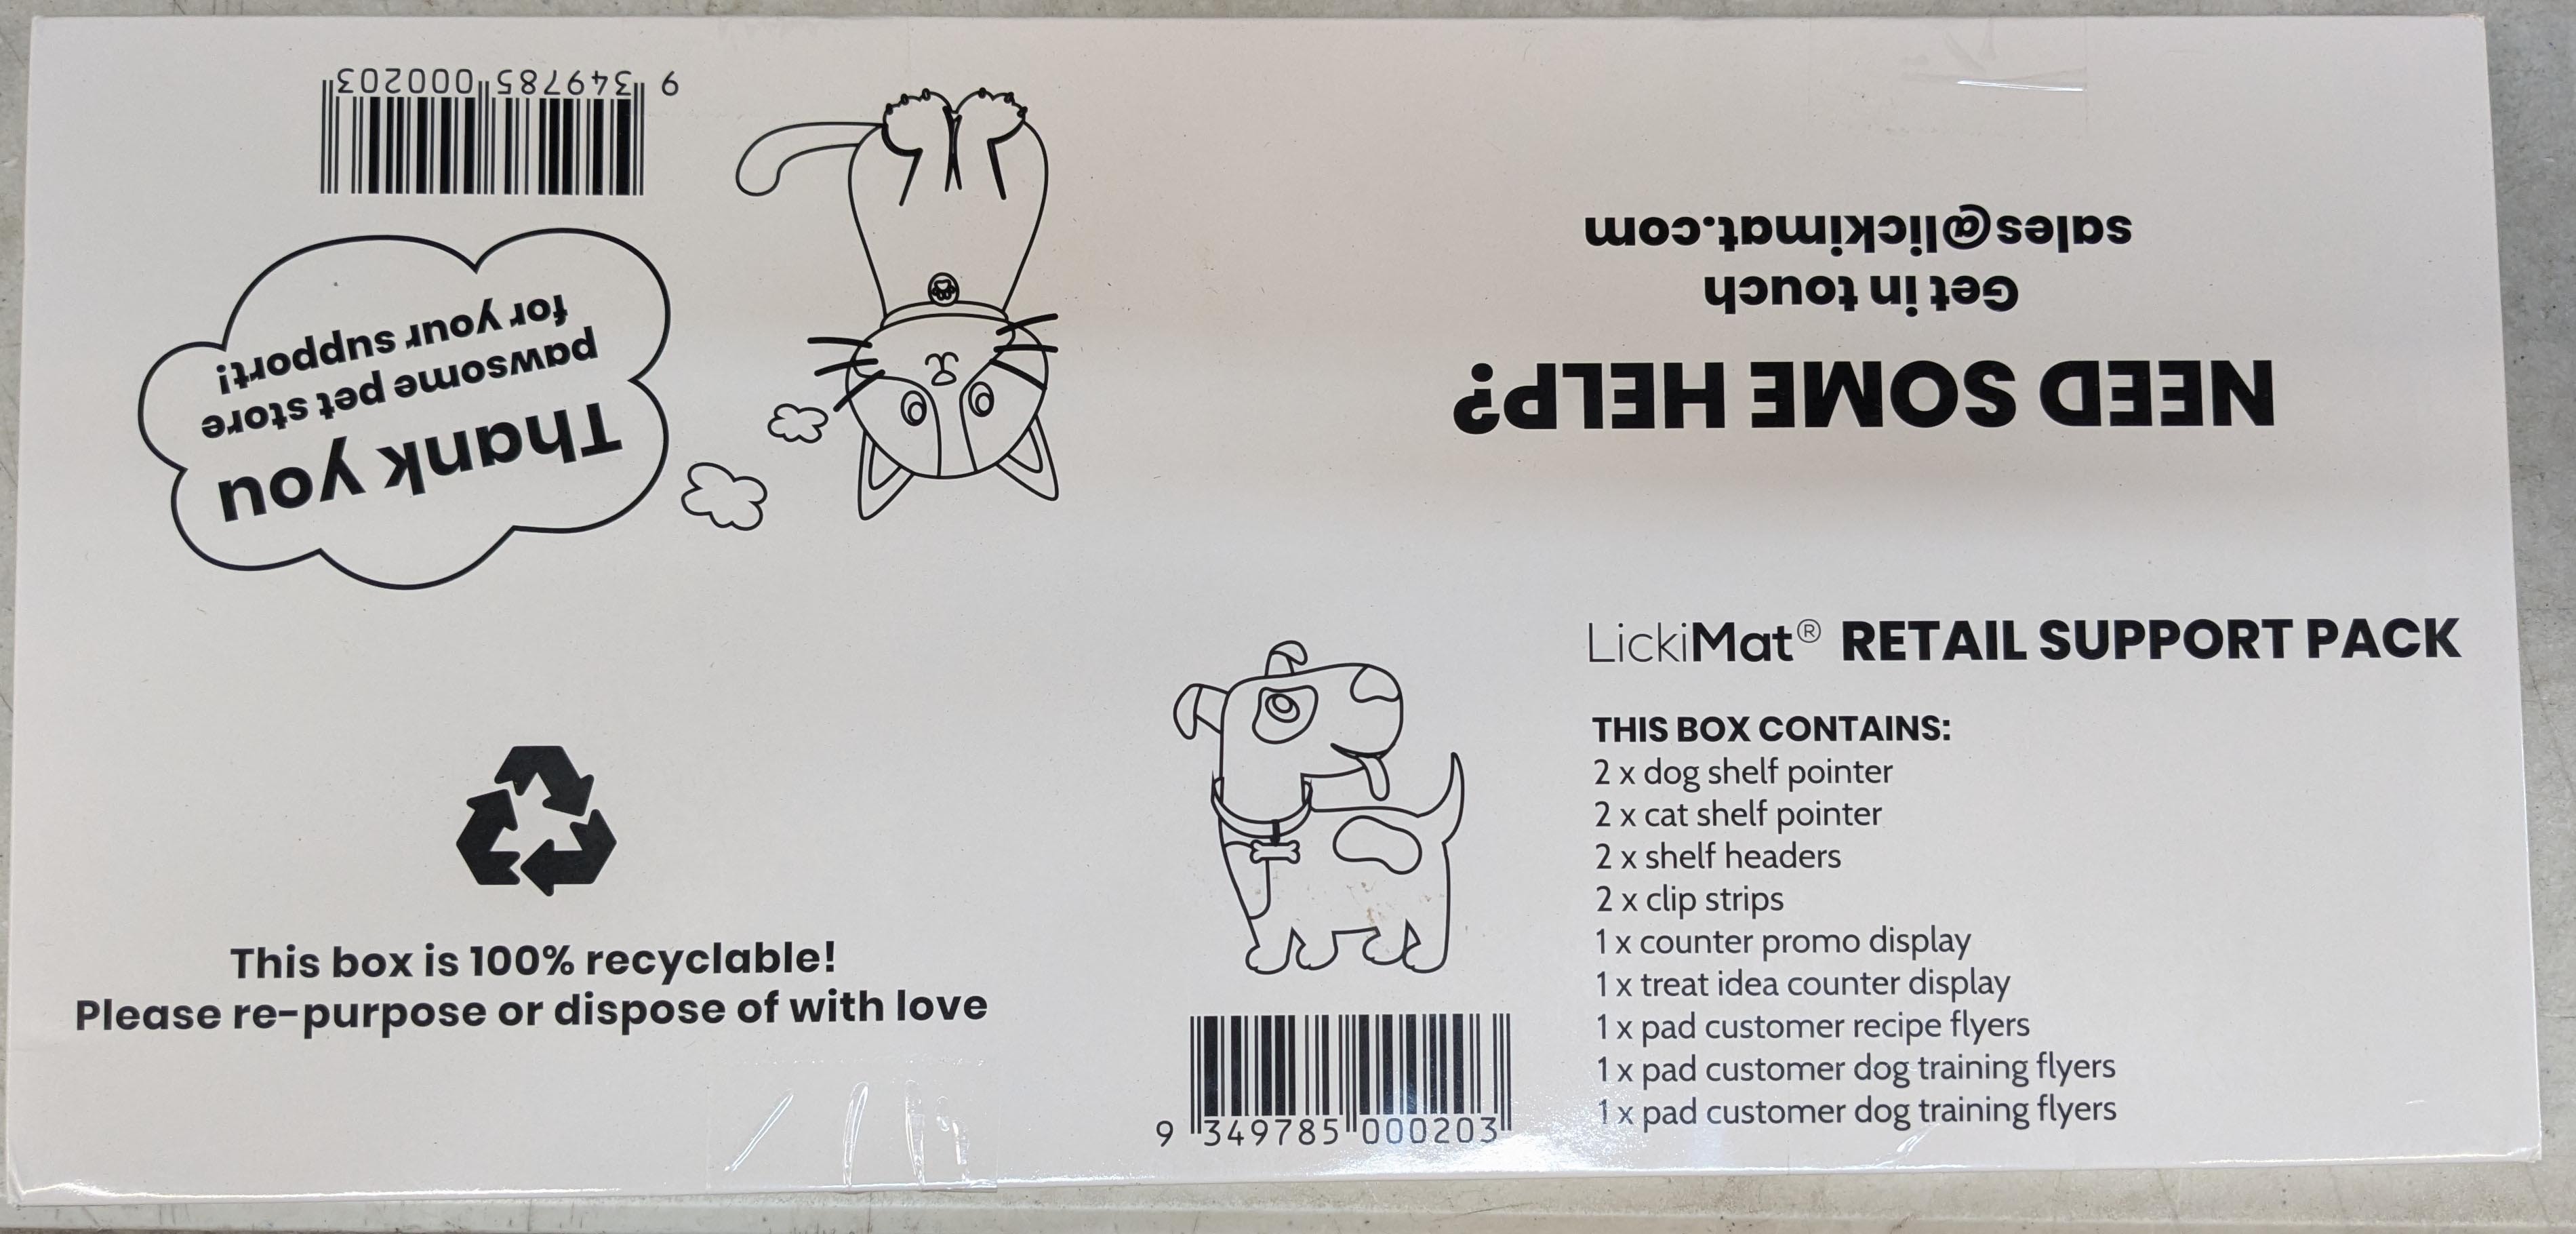 9 349785 000203
Thank you
pawsome pet store
for your support!
NEED SOME HELP?
Get in touch
sales@lickimat.com
LickiMat® RETAIL SUPPORT PACK
THIS BOX CONTAINS:
2 x dog shelf pointer
2 x cat shelf pointer
2 x shelf headers
2 x clip strips
1 x counter promo display
1 x treat idea counter display
1 x pad customer recipe flyers
1 x pad customer dog training flyers
1 x pad customer dog training flyers
This box is 100% recyclable!
Please re-purpose or dispose of with love
9 349785 000203